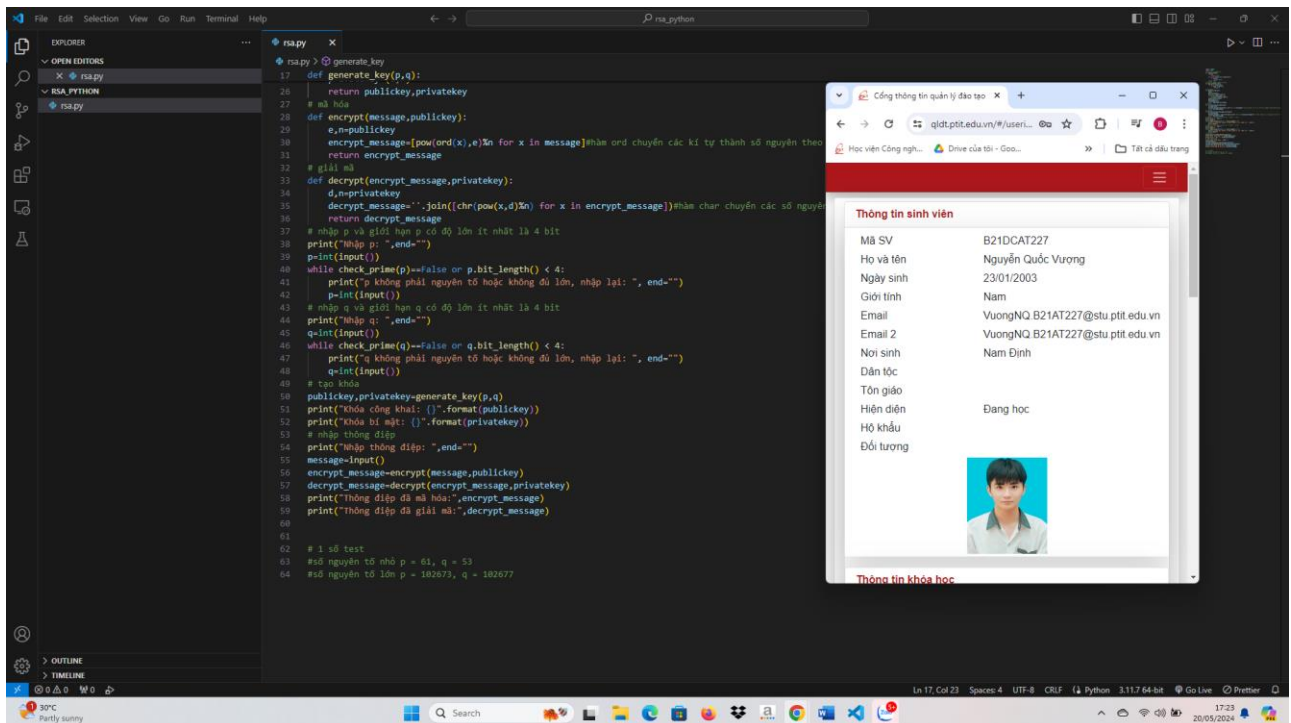 File Edit Selection View Go Run Terminal Help
rsa_python
EXPLORER
OPEN EDITORS
rsa.py
RSA_PYTHON
rsa.py
OUTLINE
TIMELINE
rsa.py
rsa.py > generate_key
17 def generate_key(p,q):
26 return publickey,privatekey
27 # mã hóa
28 def encrypt(message,publickey):
29 e,n=publickey
30 encrypt_message=[pow(ord(x),e)%n for x in message]#hàm ord chuyển các kí tự thành số nguyên theo
31 return encrypt_message
32 # giải mã
33 def decrypt(encrypt_message,privatekey):
34 d,n=privatekey
35 decrypt_message=''.join([chr(pow(x,d)%n) for x in encrypt_message])#hàm char chuyển các số nguyên
36 return decrypt_message
37 # nhập p và giới hạn p có độ lớn ít nhất là 4 bit
38 print("Nhập p: ",end="")
39 p=int(input())
40 while check_prime(p)==False or p.bit_length() < 4:
41 print("p không phải nguyên tố hoặc không đủ lớn, nhập lại: ", end="")
42 p=int(input())
43 # nhập q và giới hạn q có độ lớn ít nhất là 4 bit
44 print("Nhập q: ",end="")
45 q=int(input())
46 while check_prime(q)==False or q.bit_length() < 4:
47 print("q không phải nguyên tố hoặc không đủ lớn, nhập lại: ", end="")
48 q=int(input())
49 # tạo khóa
50 publickey,privatekey=generate_key(p,q)
51 print("Khóa công khai: {}".format(publickey))
52 print("Khóa bí mật: {}".format(privatekey))
53 # nhập thông điệp
54 print("Nhập thông điệp: ",end="")
55 message=input()
56 encrypt_message=encrypt(message,publickey)
57 decrypt_message=decrypt(encrypt_message,privatekey)
58 print("Thông điệp đã mã hóa:",encrypt_message)
59 print("Thông điệp đã giải mã:",decrypt_message)
60
61
62 # 1 số test
63 #số nguyên tố nhỏ p = 61, q = 53
64 #số nguyên tố lớn p = 102673, q = 102677
Cổng thông tin quản lý đào tạo
qldt.ptit.edu.vn/#/useri...
B
Học viện Công ngh... Drive của tôi - Goo... » Tất cả dấu trang
Thông tin sinh viên
Mã SV B21DCAT227
Họ và tên Nguyễn Quốc Vượng
Ngày sinh 23/01/2003
Giới tính Nam
Email VuongNQ.B21AT227@stu.ptit.edu.vn
Email 2 VuongNQ.B21AT227@stu.ptit.edu.vn
Nơi sinh Nam Định
Dân tộc
Tôn giáo
Hiện diện Đang học
Hộ khẩu
Đối tượng
Thông tin khóa học
0 0 0 Ln 17, Col 23 Spaces: 4 UTF-8 CRLF Python 3.11.7 64-bit Go Live Prettier
1 30°C
Partly sunny
Search
17:23
20/05/2024